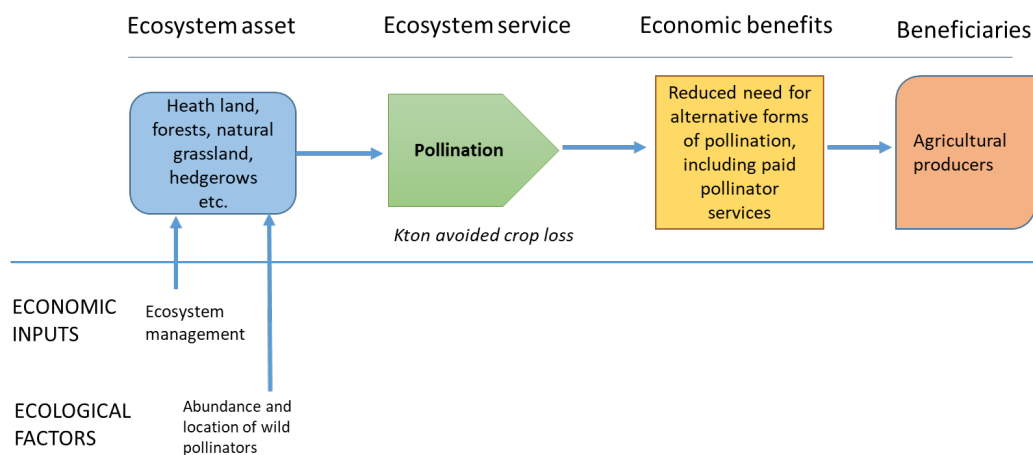 Ecosystem asset
Ecosystem service
Economic benefits
Beneficiaries
Heath land,
forests, natural
grassland,
hedgerows
etc.
Pollination
Kton avoided crop loss
Reduced need for
alternative forms
of pollination,
including paid
pollinator
services
Agricultural
producers
ECONOMIC
INPUTS
Ecosystem
management
ECOLOGICAL
FACTORS
Abundance and
location of wild
pollinators